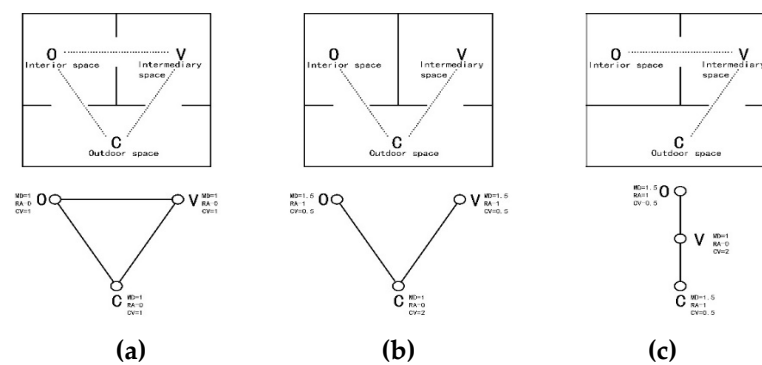 O V
Interior space Intermediary
space
C
Outdoor space
O V
Interior space Intermediary
space
C
Outdoor space
O V
Interior space Intermediary
space
C
Outdoor space
MD=1
RA-0
CV=1
O
V
MD=1
RA-0
CV=1
C
MD=1
RA-0
CV=1
MD=1.5
RA-1
CV=0.5
O
V
MD=1.5
RA-1
CV=0.5
C
MD=1
RA-0
CV=2
MD=1.5
RA=1
CV-0.5
O
V
MD=1
RA-0
CV=2
C
MD=1.5
RA-1
CV=0.5
(a) (b) (c)